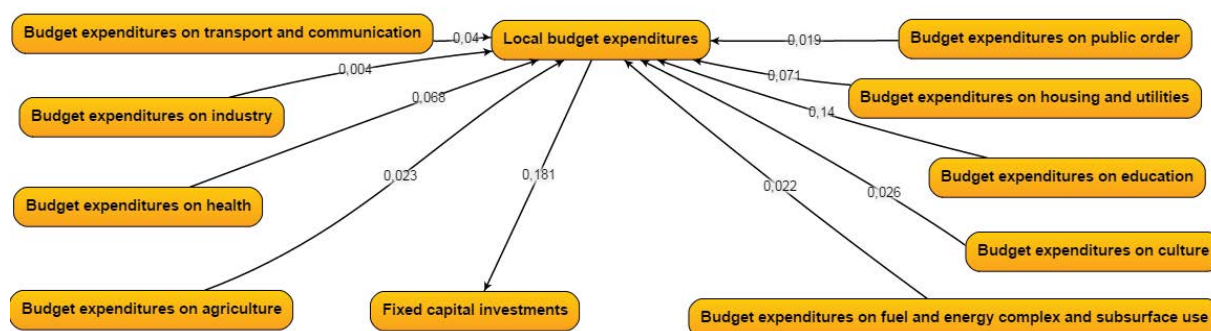 Budget expenditures on transport and communication
0,04
Local budget expenditures
0,019
Budget expenditures on public order
0,004
0,071
Budget expenditures on housing and utilities
Budget expenditures on industry
0,068
0,14
Budget expenditures on education
0,023
0,181
0,022
0,026
Budget expenditures on health
Budget expenditures on culture
Budget expenditures on agriculture
Fixed capital investments
Budget expenditures on fuel and energy complex and subsurface use